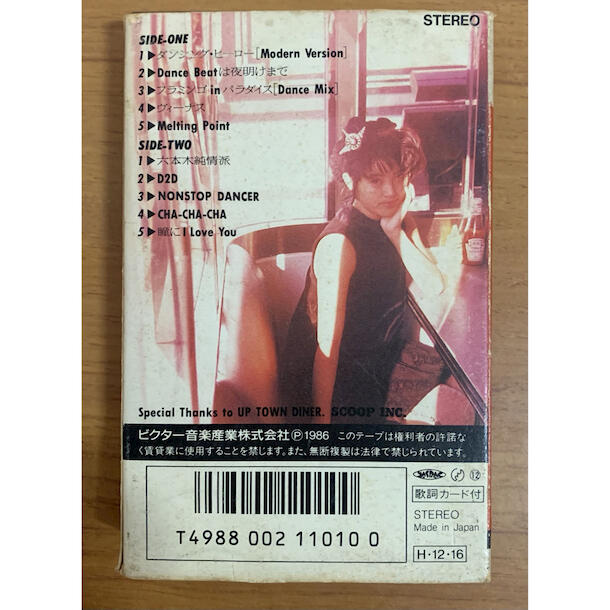 STEREO
SIDE-ONE
1▶ダンシング・ヒーロー[Modern Version]
2▶Dance Beatは夜明けまで
3▶フラミンゴ in パラダイス[Dance Mix]
4▶ヴィーナス
5▶Melting Point
SIDE-TWO
1▶六本木純情派
2▶D2D
3▶NONSTOP DANCER
4▶CHA-CHA-CHA
5▶瞳に I Love You
Special Thanks to UP TOWN DINER. SCOOP INC.
ビクター音楽産業株式会社Ⓟ1986 このテープは権利者の許諾な
く賃貸業に使用することを禁じます。また、無断複製は法律で禁じられています。
⑫
歌詞カード付
STEREO
Made in Japan
T4988 002 11010 0
H・12・16